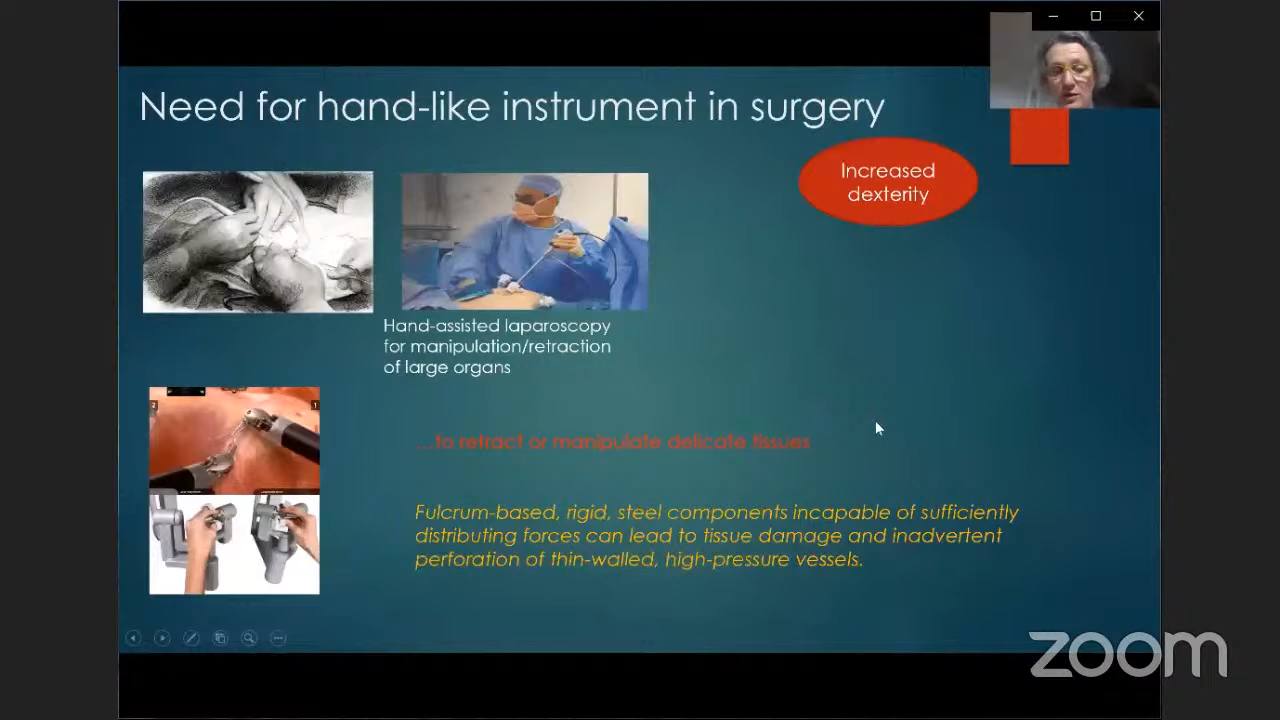 Need for hand-like instrument in surgery
Increased
dexterity
Hand-assisted laparoscopy
for manipulation/retraction
of large organs
2
1
...to retract or manipulate delicate tissues
Fulcrum-based, rigid, steel components incapable of sufficiently
distributing forces can lead to tissue damage and inadvertent
perforation of thin-walled, high-pressure vessels.
zoom